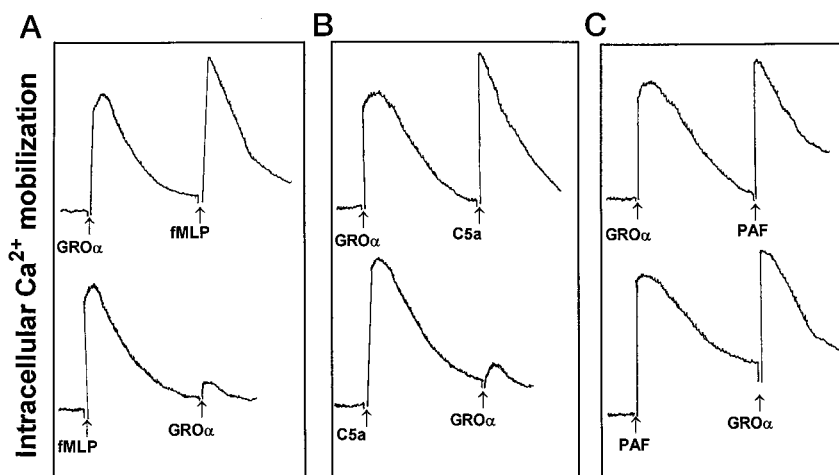 A
B
C
Intracellular Ca²⁺ mobilization
GROα
fMLP
GROα
C5a
GROα
PAF
fMLP
GROα
C5a
GROα
PAF
GROα